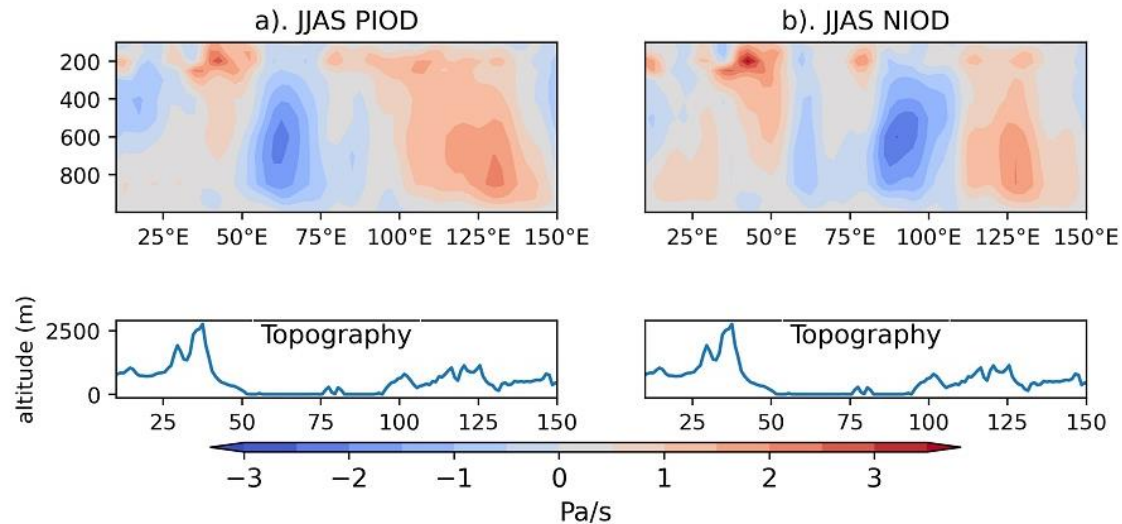 a). JJAS PIOD
b). JJAS NIOD
200
400
600
800
25°E 50°E 75°E 100°E 125°E 150°E
25°E 50°E 75°E 100°E 125°E 150°E
altitude (m)
2500
0
Topography
Topography
25 50 75 100 125 150
25 50 75 100 125 150
−3 −2 −1 0 1 2 3
Pa/s